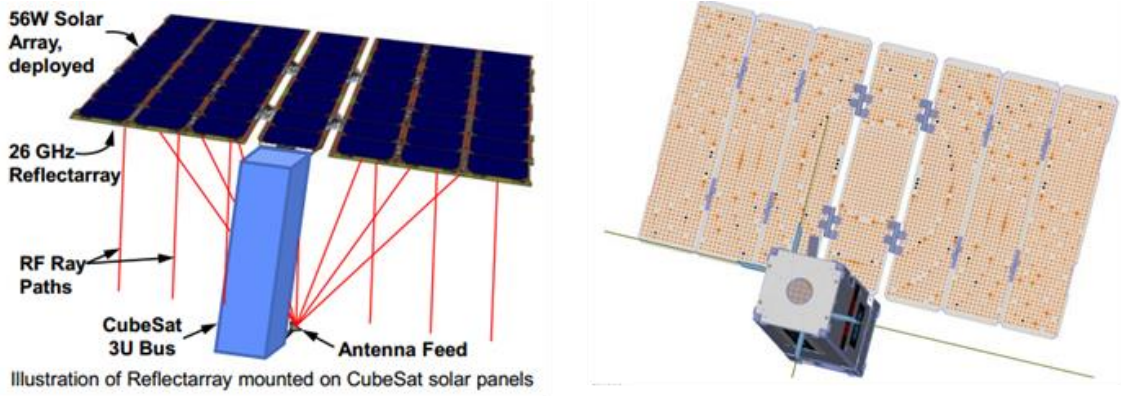 56W Solar
Array,
deployed
26 GHz
Reflectarray
RF Ray
Paths
CubeSat
3U Bus
Antenna Feed
Illustration of Reflectarray mounted on CubeSat solar panels